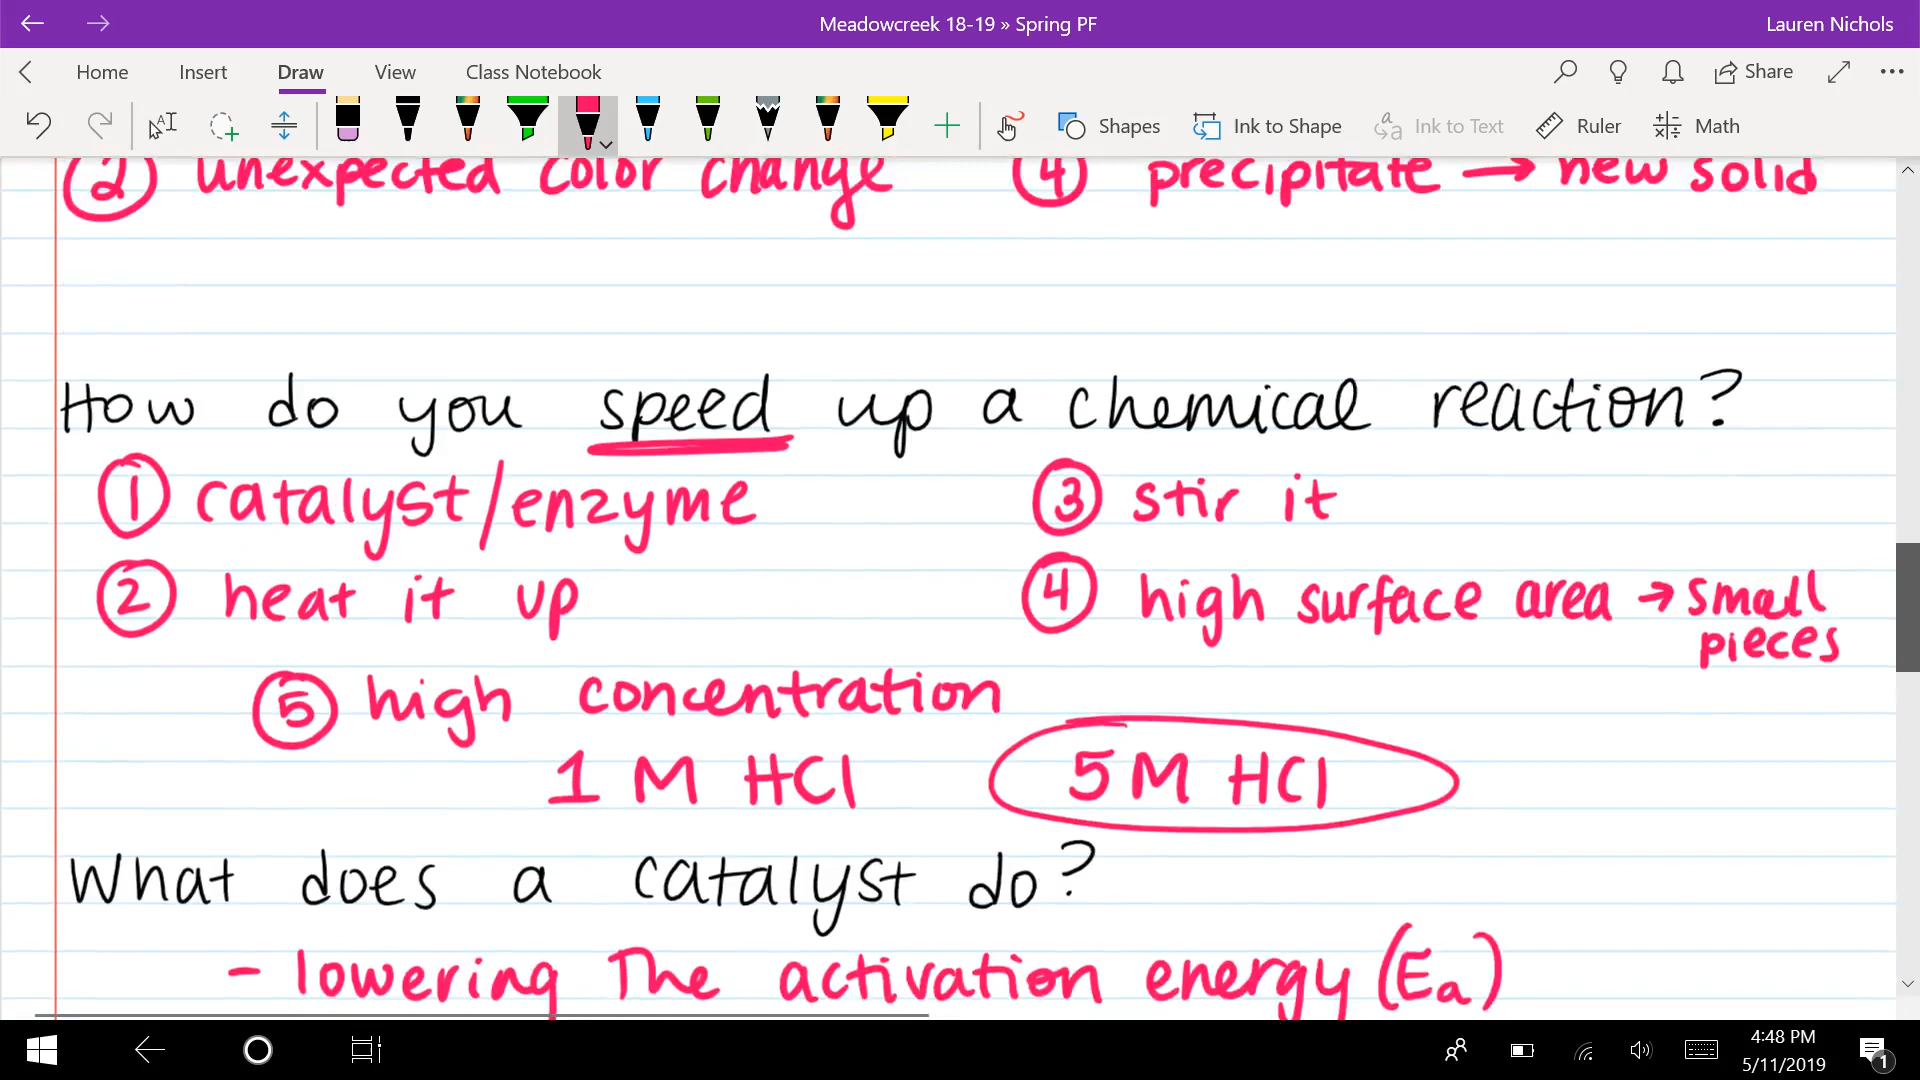 Meadowcreek 18-19 » Spring PF
Lauren Nichols
Home Insert Draw View Class Notebook
Share
Shapes Ink to Shape Ink to Text Ruler Math
② unexpected color change ④ precipitate → new solid
How do you speed up a chemical reaction?
① catalyst/enzyme ③ stir it
② heat it up ④ high surface area → small
pieces
⑤ high concentration
1 M HCl 5 M HCl
What does a catalyst do?
- lowering the activation energy (Ea)
4:48 PM
5/11/2019
1